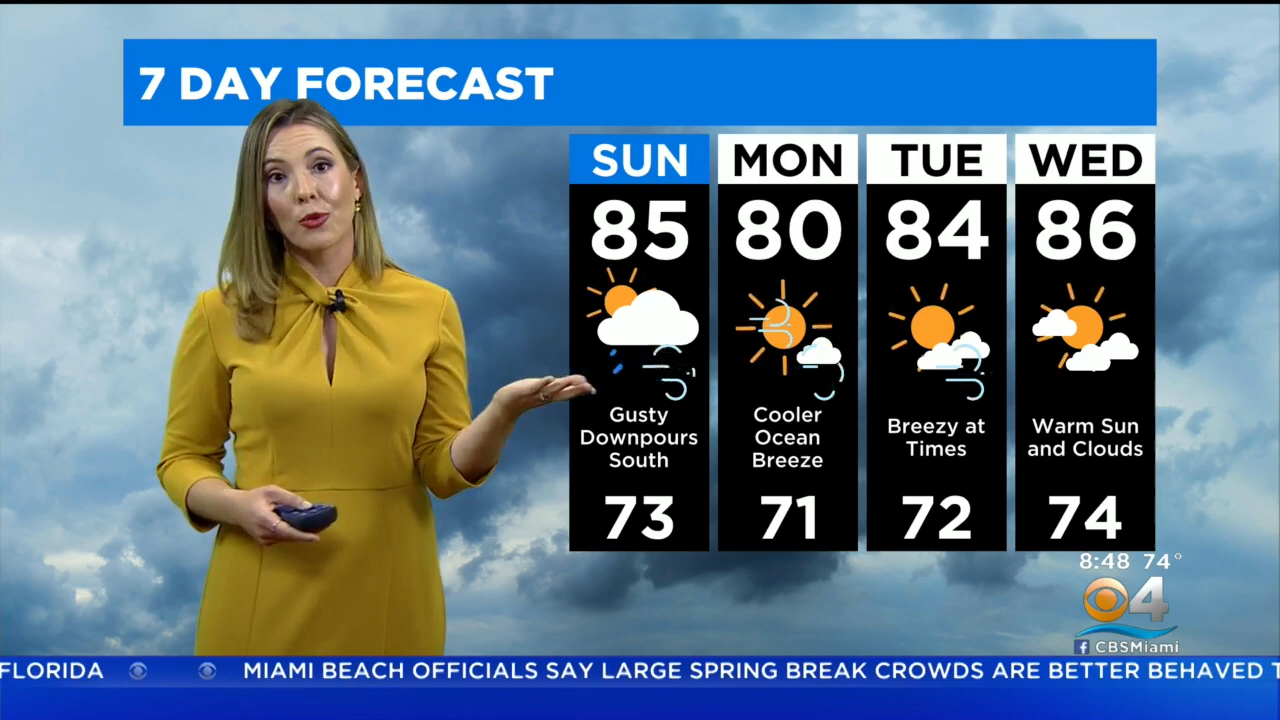 7 DAY FORECAST
SUN
85
Gusty
Downpours
South
73
MON
80
Cooler
Ocean
Breeze
71
TUE
84
Breezy at
Times
72
WED
86
Warm Sun
and Clouds
74
8:48 74°
4
f CBSMiami
FLORIDA MIAMI BEACH OFFICIALS SAY LARGE SPRING BREAK CROWDS ARE BETTER BEHAVED T